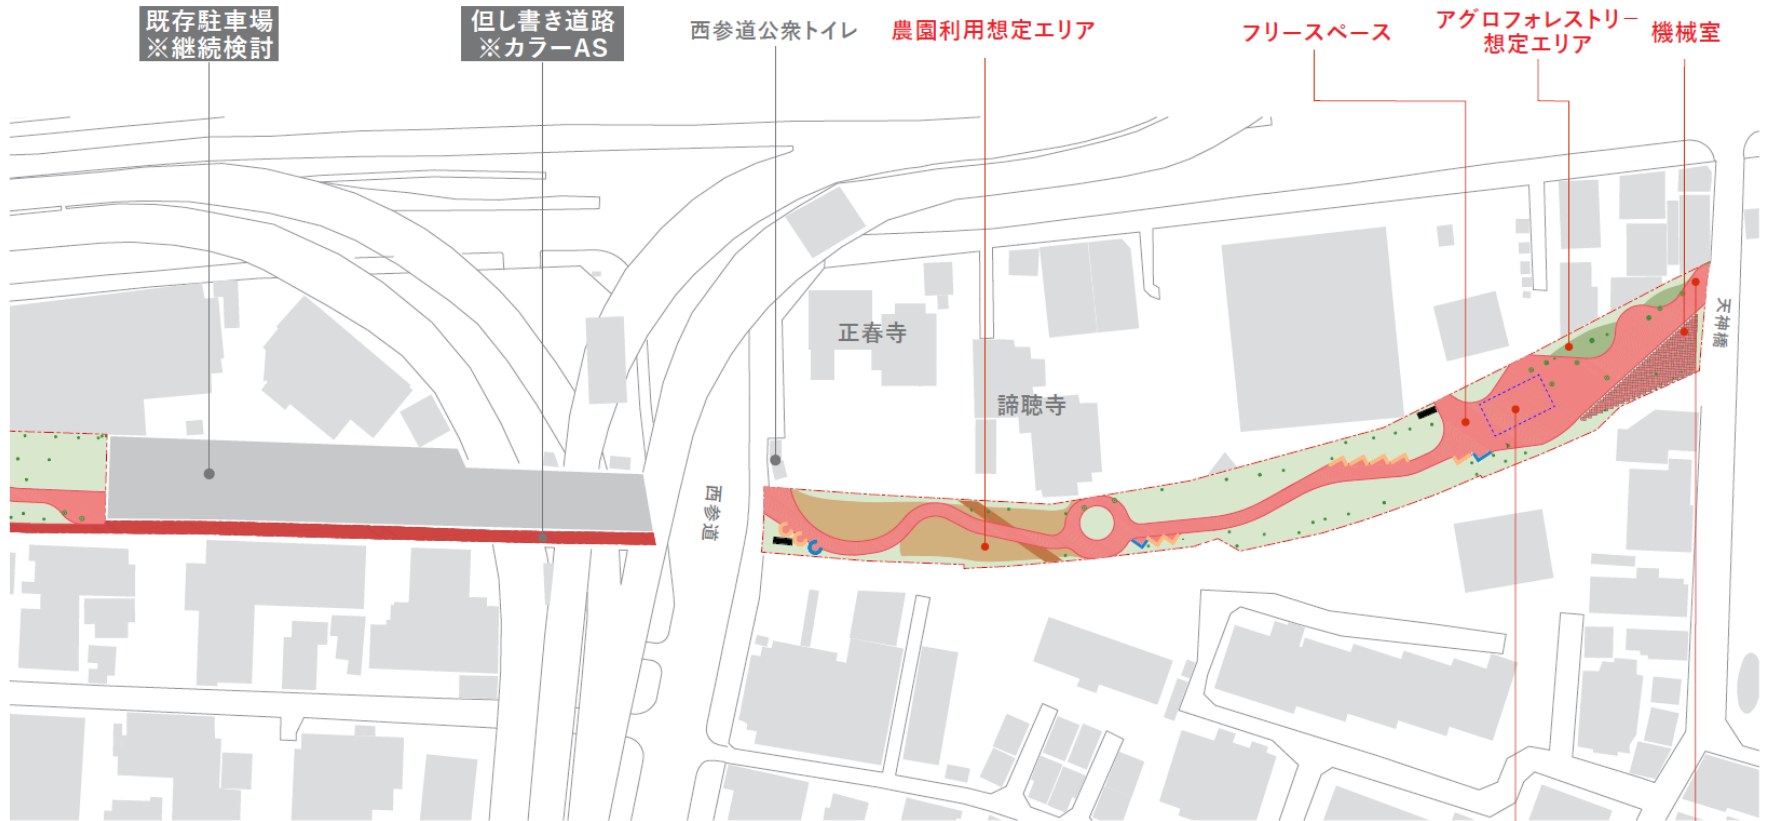 既存駐車場
※継続検討
但し書き道路
※カラーAS
西参道公衆トイレ
農園利用想定エリア
フリースペース
アグロフォレストリー
想定エリア
機械室
天神橋
正春寺
諦聴寺
西参道